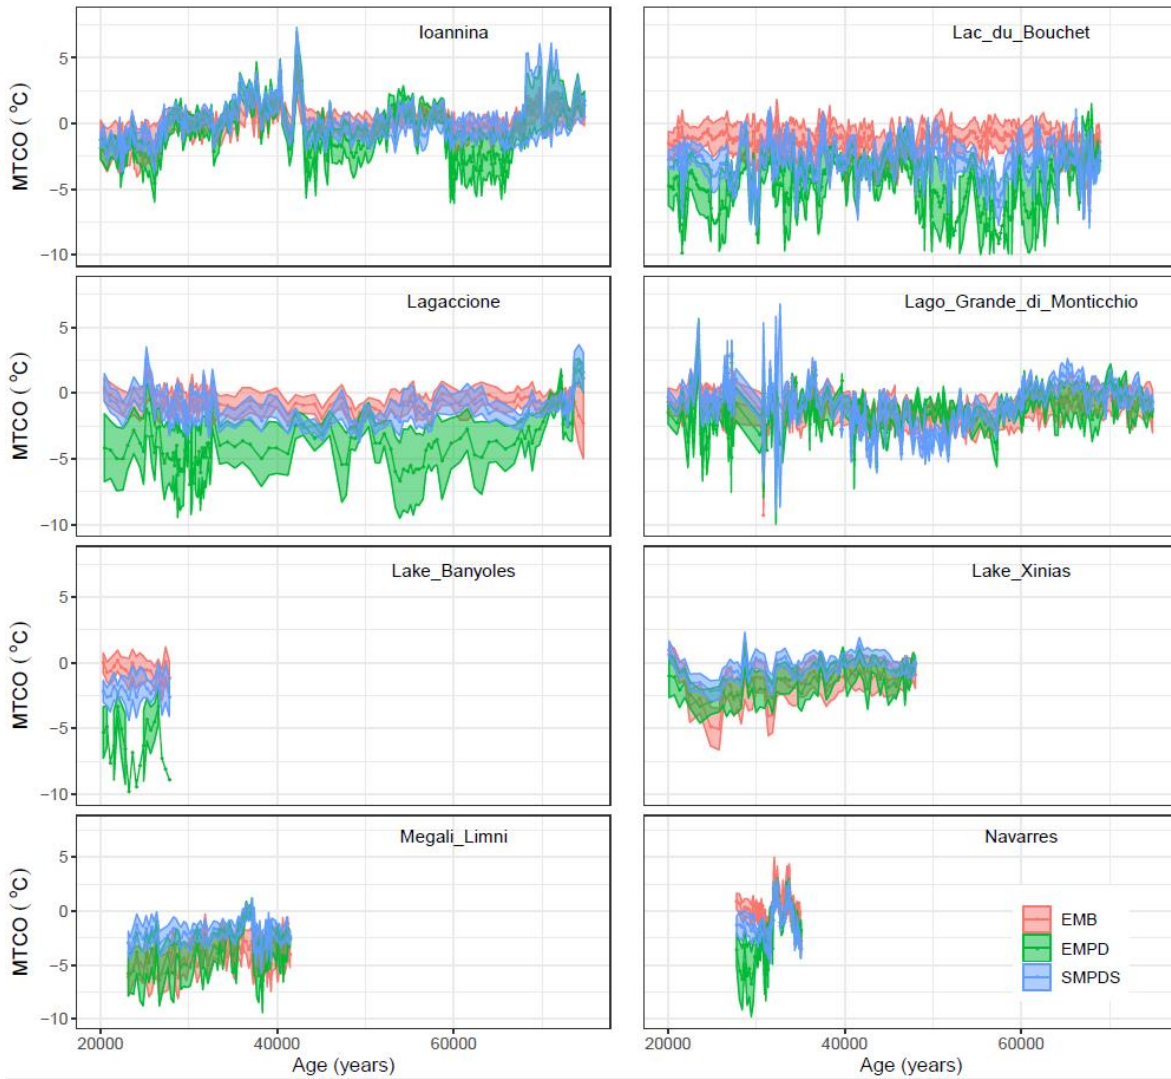 Ioannina
Lac_du_Bouchet
MTCO ( °C)
5
0
−5
−10
Lagaccione
Lago_Grande_di_Monticchio
MTCO ( °C)
5
0
−5
−10
Lake_Banyoles
Lake_Xinias
MTCO ( °C)
5
0
−5
−10
Megali_Limni
Navarres
MTCO ( °C)
5
0
−5
−10
EMB
EMPD
SMPDS
20000 40000 60000
20000 40000 60000
Age (years)
Age (years)